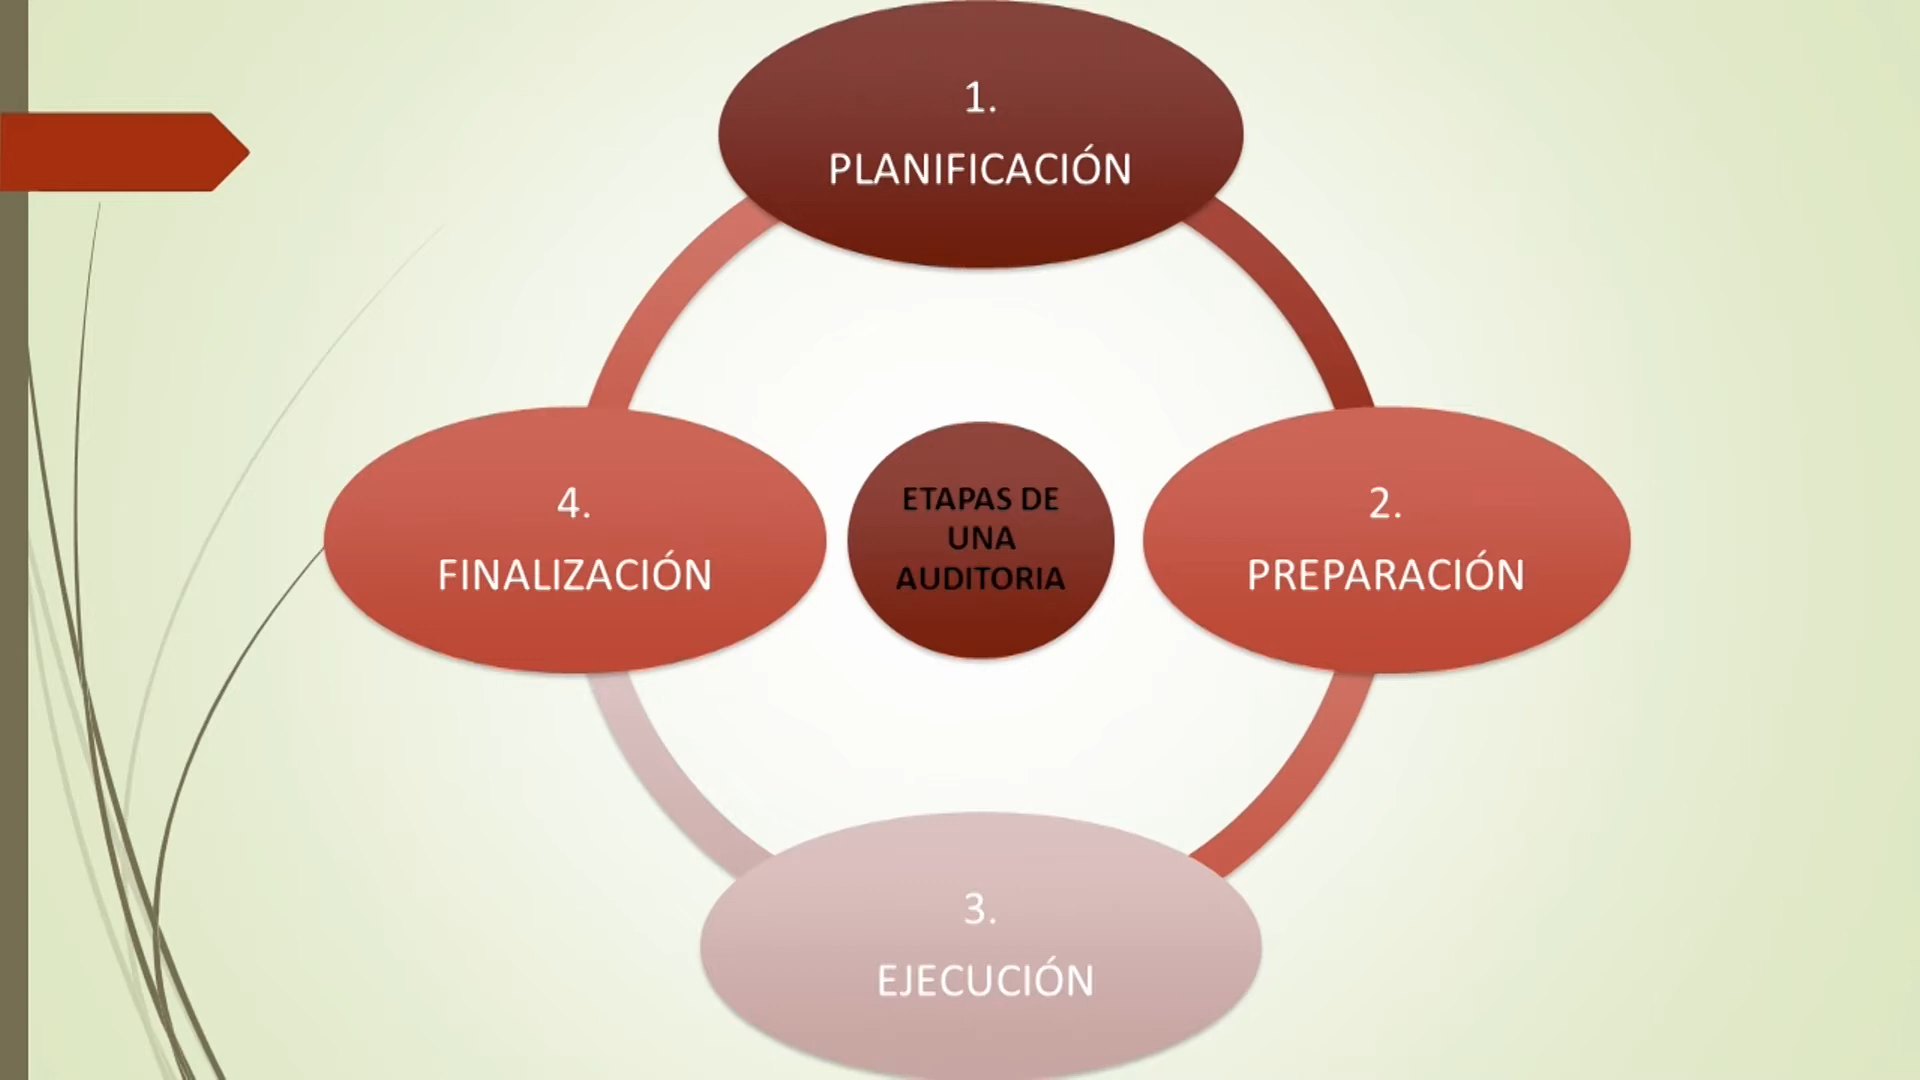 1.
PLANIFICACIÓN
2.
PREPARACIÓN
3.
EJECUCIÓN
4.
FINALIZACIÓN
ETAPAS DE
UNA
AUDITORIA